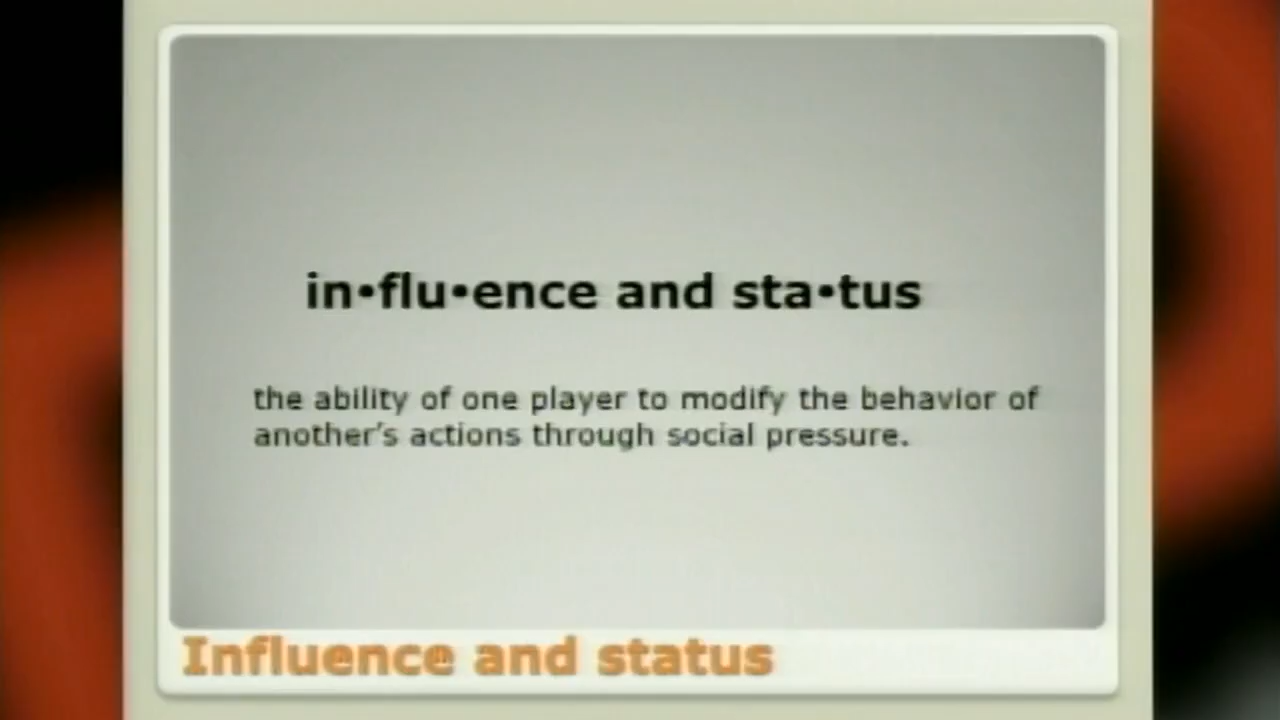 in•flu•ence and sta•tus
the ability of one player to modify the behavior of
another’s actions through social pressure.
Influence and status